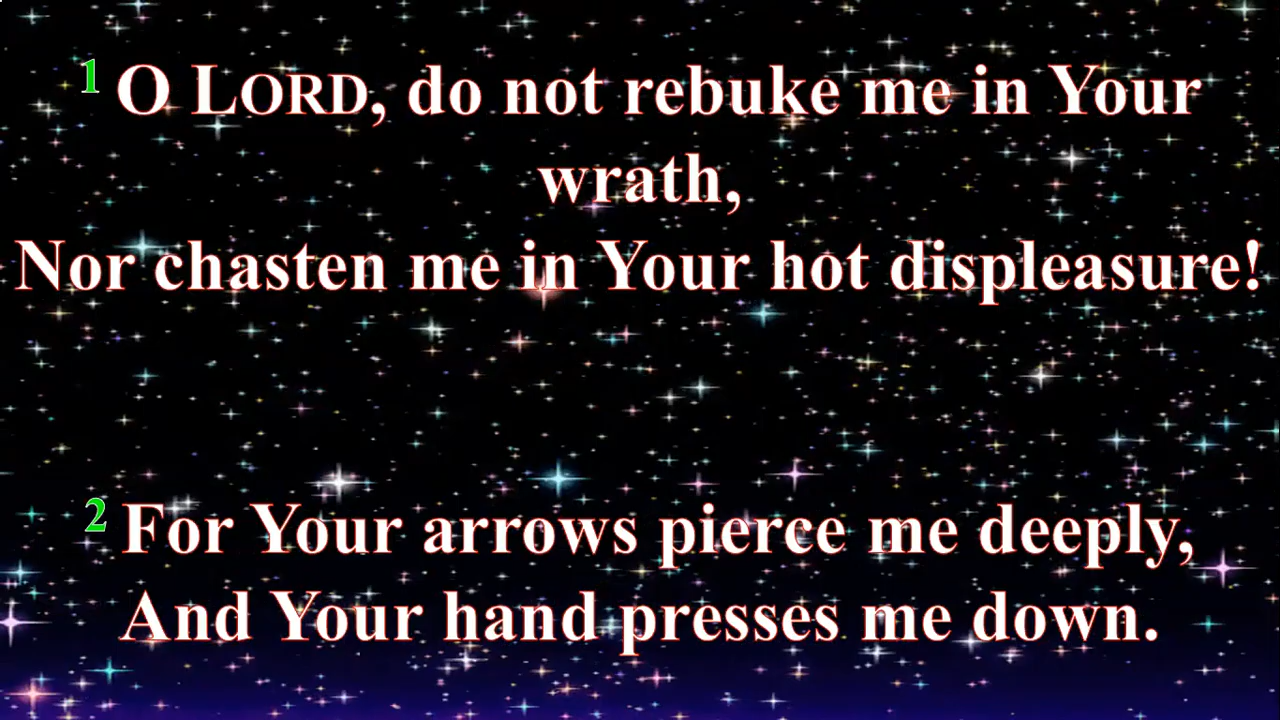 1 O LORD, do not rebuke me in Your
wrath,
Nor chasten me in Your hot displeasure!
2 For Your arrows pierce me deeply,
And Your hand presses me down.